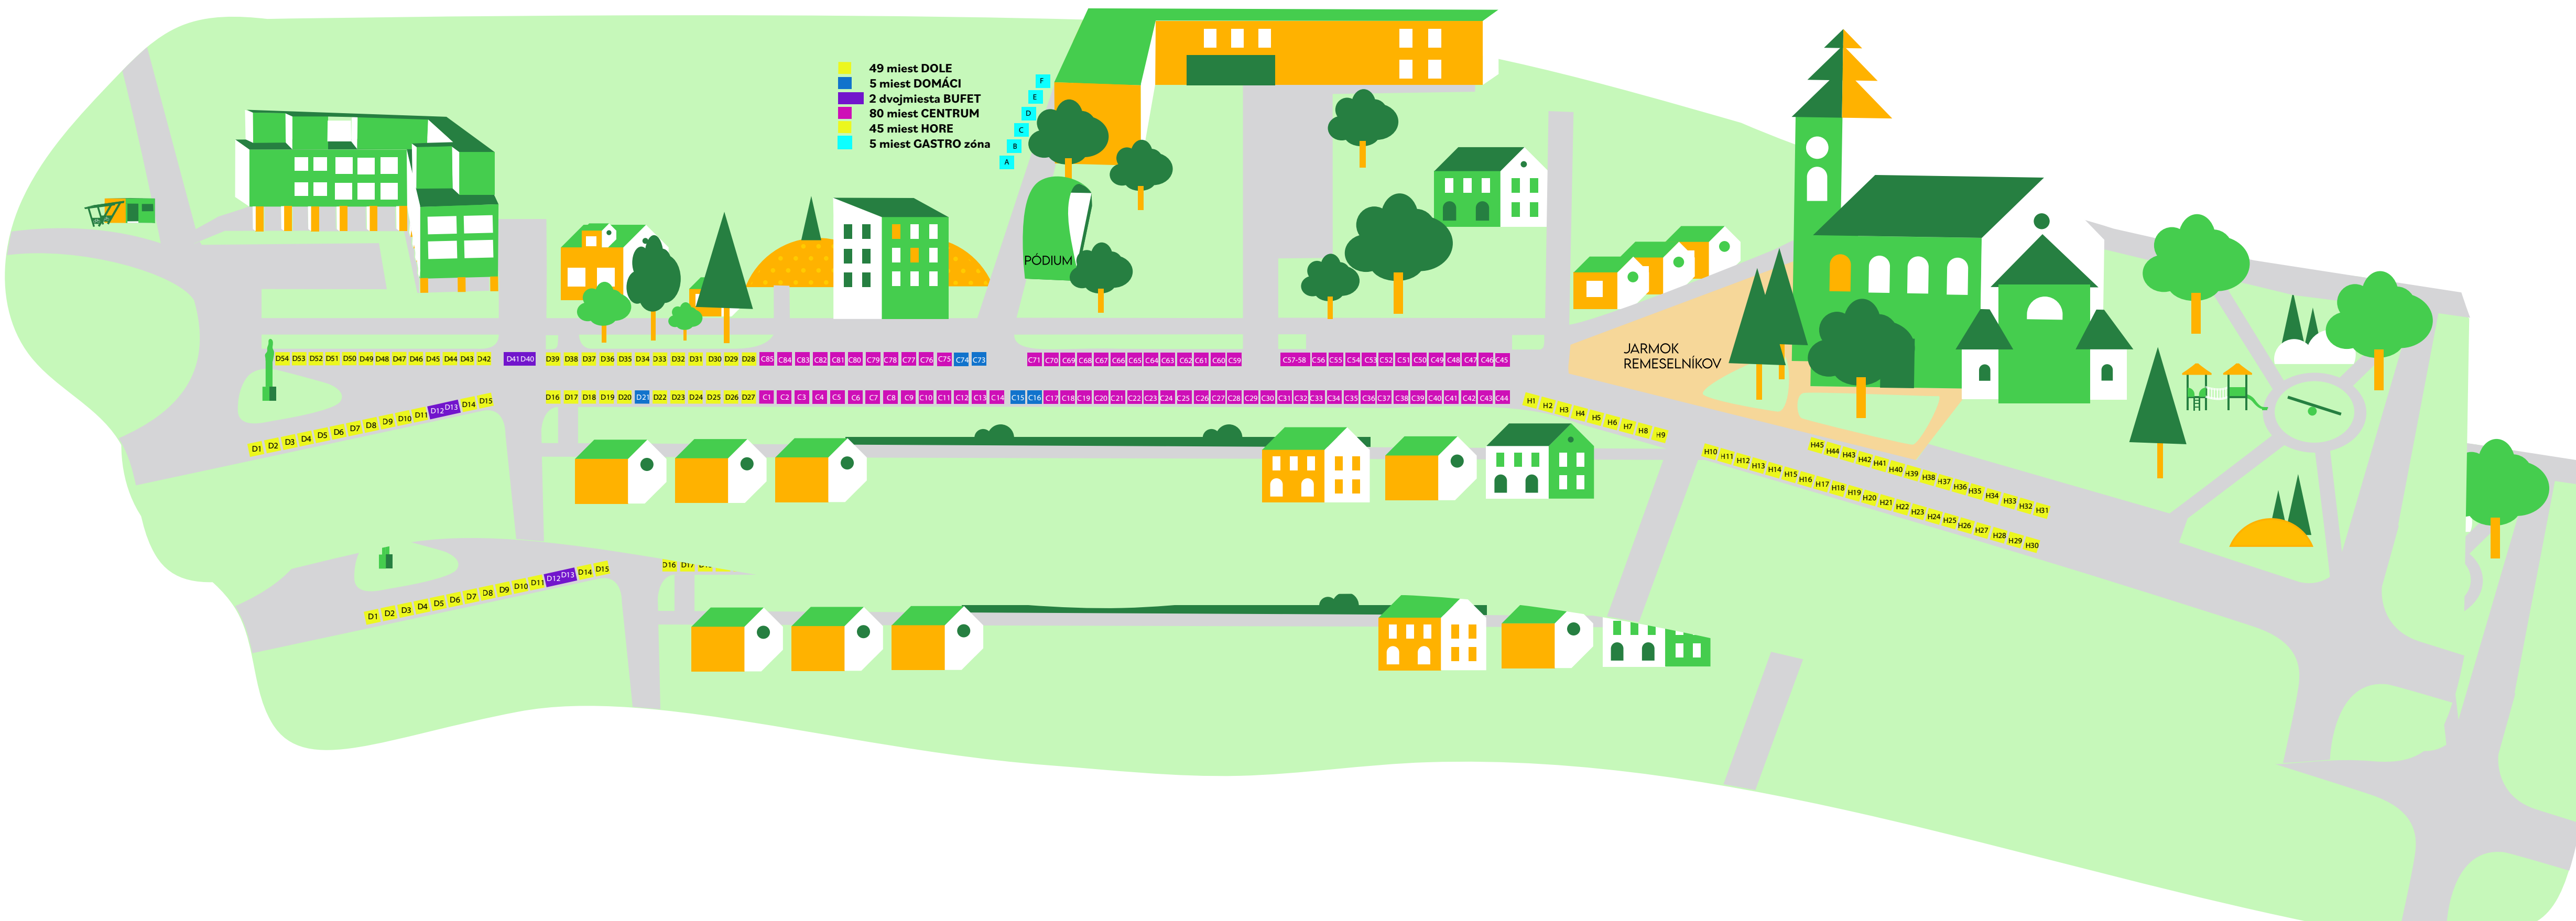 49 miest DOLE
5 miest DOMÁCI
2 dvojmiesta BUFET
80 miest CENTRUM
45 miest HORE
5 miest GASTRO zóna
F
E
D
C
B
A
PÓDIUM
JARMOK
REMESELNÍKOV
D54 D53 D52 D51 D50 D49 D48 D47 D46 D45 D44 D43 D42 D41 D40 D39 D38 D37 D36 D35 D34 D33 D32 D31 D30 D29 D28 C85 C84 C83 C82 C81 C80 C79 C78 C77 C76 C75 C74 C73 C71 C70 C69 C68 C67 C66 C65 C64 C63 C62 C61 C60 C59 C57-58 C56 C55 C54 C53 C52 C51 C50 C49 C48 C47 C46 C45
D16 D17 D18 D19 D20 D21 D22 D23 D24 D25 D26 D27 C1 C2 C3 C4 C5 C6 C7 C8 C9 C10 C11 C12 C13 C14 C15 C16 C17 C18 C19 C20 C21 C22 C23 C24 C25 C26 C27 C28 C29 C30 C31 C32 C33 C34 C35 C36 C37 C38 C39 C40 C41 C42 C43 C44
D1 D2 D3 D4 D5 D6 D7 D8 D9 D10 D11 D12 D13 D14 D15
H1 H2 H3 H4 H5 H6 H7 H8 H9
H45 H44 H43 H42 H41 H40 H39 H38 H37 H36 H35 H34 H33 H32 H31
H10 H11 H12 H13 H14 H15 H16 H17 H18 H19 H20 H21 H22 H23 H24 H25 H26 H27 H28 H29 H30
D16 D17
D1 D2 D3 D4 D5 D6 D7 D8 D9 D10 D11 D12 D13 D14 D15